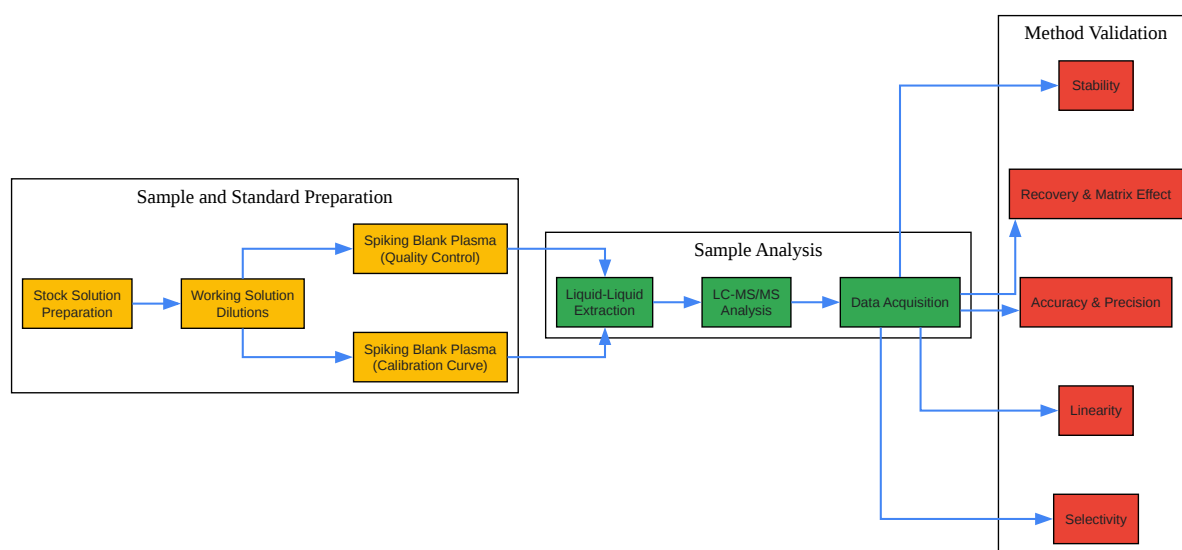 Method Validation
Stability
Sample and Standard Preparation
Recovery & Matrix Effect
Spiking Blank Plasma
(Quality Control)
Sample Analysis
Stock Solution
Preparation
Working Solution
Dilutions
Liquid-Liquid
Extraction
LC-MS/MS
Analysis
Data Acquisition
Accuracy & Precision
Spiking Blank Plasma
(Calibration Curve)
Linearity
Selectivity